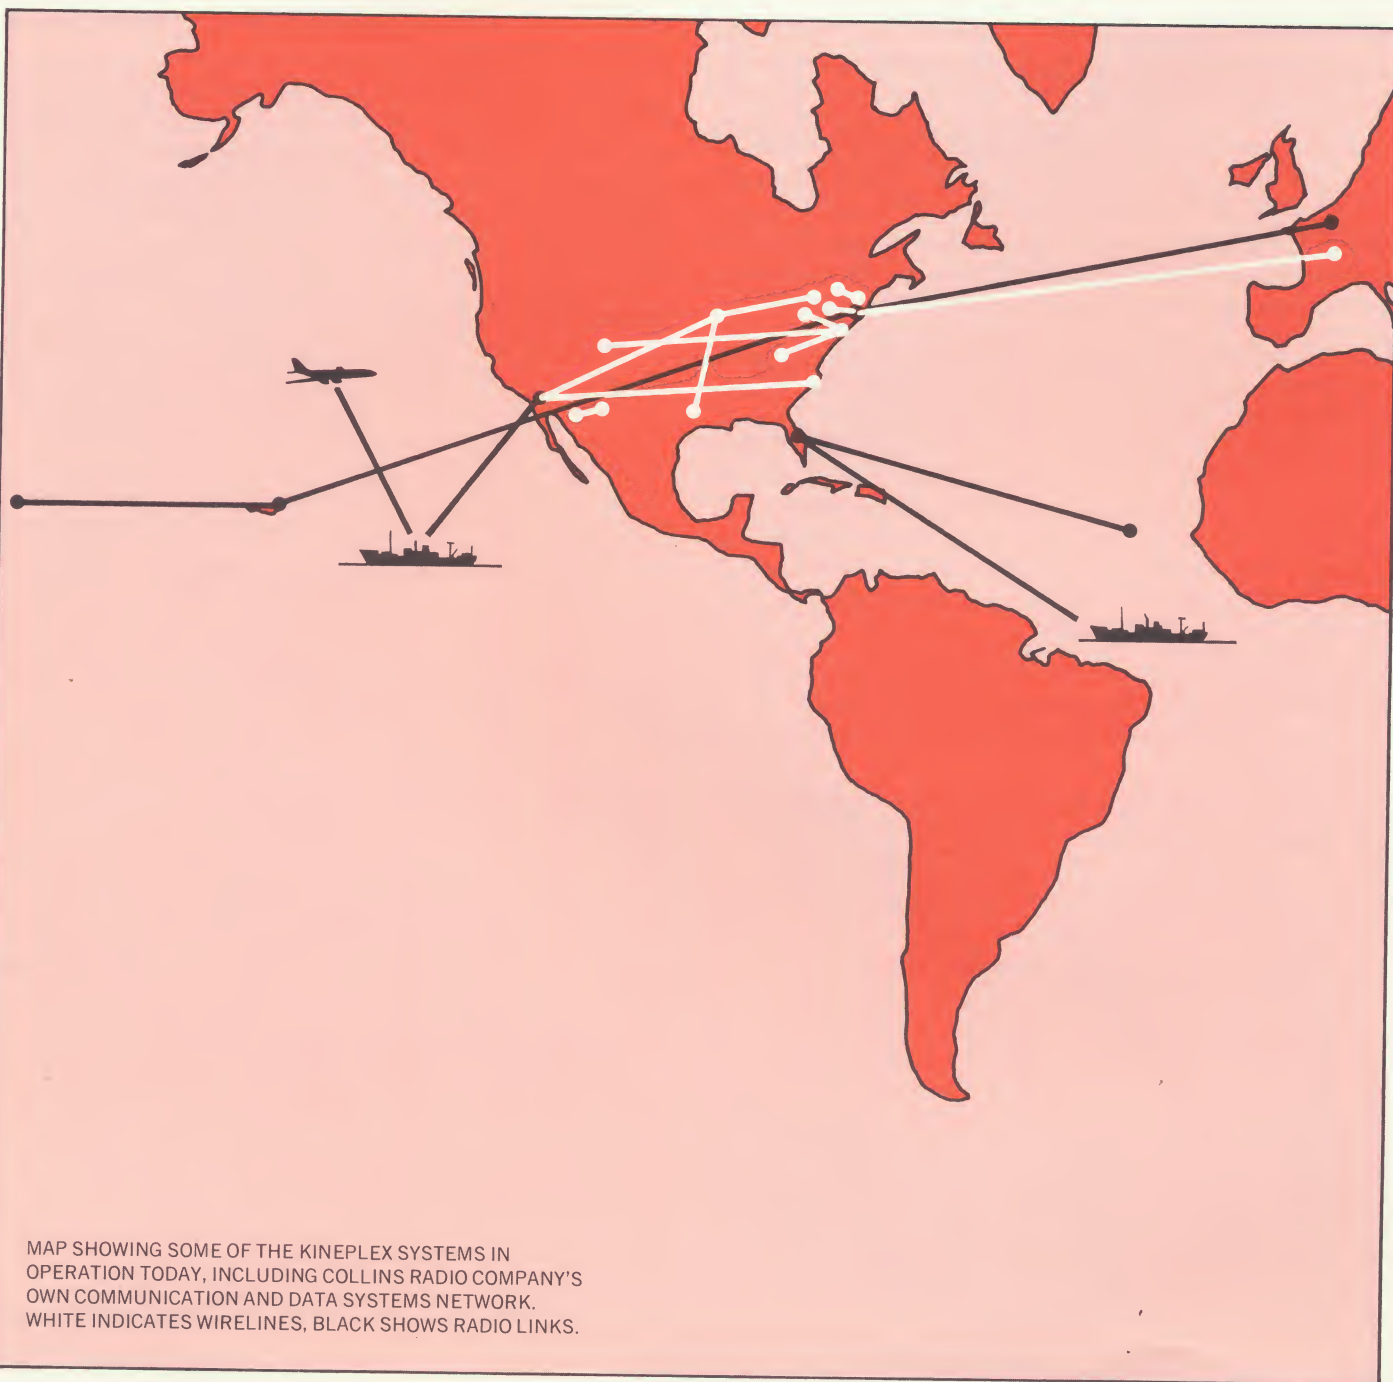 MAP SHOWING SOME OF THE KINEPLEX SYSTEMS IN
OPERATION TODAY, INCLUDING COLLINS RADIO COMPANY'S
OWN COMMUNICATION AND DATA SYSTEMS NETWORK.
WHITE INDICATES WIRELINES, BLACK SHOWS RADIO LINKS.